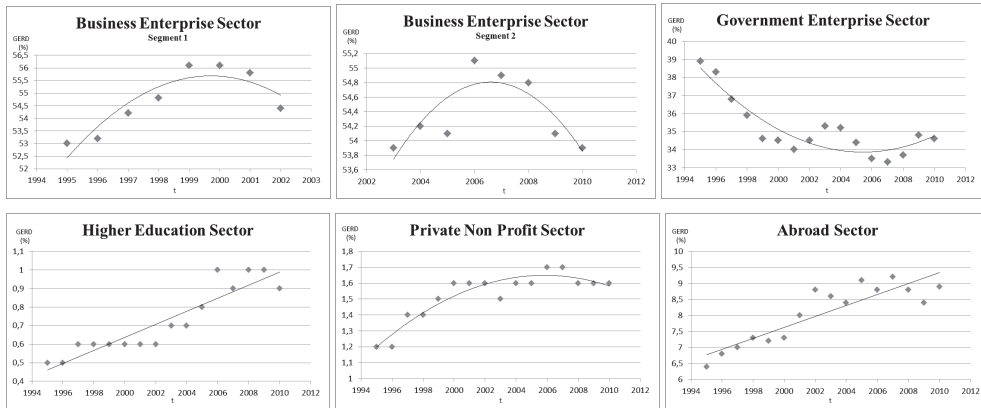 Business Enterprise Sector
Segment 1
GERD
(%)
56,5
56
55,5
55
54,5
54
53,5
53
52,5
52
1994 1995 1996 1997 1998 1999 2000 2001 2002 2003
t
Business Enterprise Sector
Segment 2
GERD
(%)
55,2
55
54,8
54,6
54,4
54,2
54
53,8
53,6
2002 2004 2006 2008 2010 2012
t
Government Enterprise Sector
GERD
(%)
40
39
38
37
36
35
34
33
1994 1996 1998 2000 2002 2004 2006 2008 2010 2012
t
Higher Education Sector
GERD
(%)
1,1
1
0,9
0,8
0,7
0,6
0,5
0,4
1994 1996 1998 2000 2002 2004 2006 2008 2010 2012
t
Private Non Profit Sector
GERD
(%)
1,8
1,7
1,6
1,5
1,4
1,3
1,2
1,1
1
1994 1996 1998 2000 2002 2004 2006 2008 2010 2012
t
Abroad Sector
GERD
(%)
10
9,5
9
8,5
8
7,5
7
6,5
6
1994 1996 1998 2000 2002 2004 2006 2008 2010 2012
t